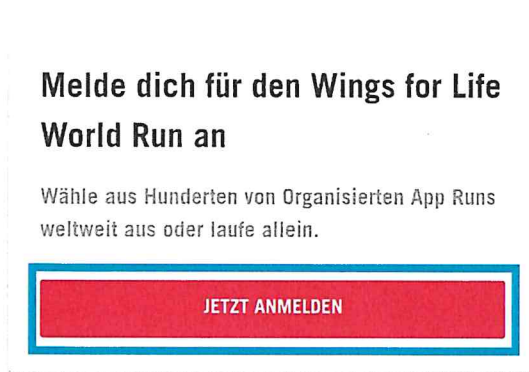 Melde dich für den Wings for Life
World Run an
Wähle aus Hunderten von Organisierten App Runs
weltweit aus oder laufe allein.
JETZT ANMELDEN